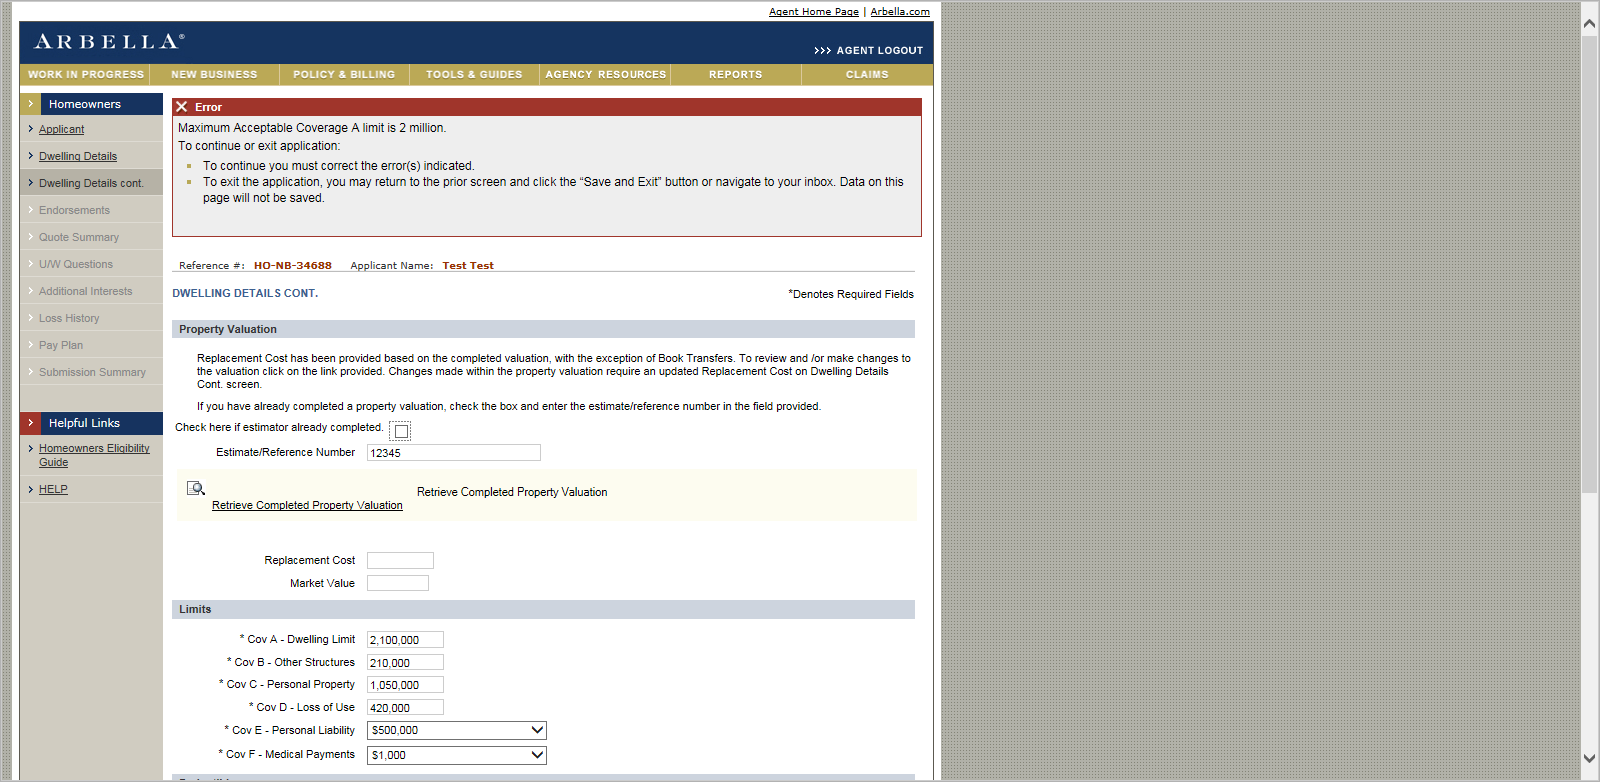 Agent Home Page | Arbella.com
ARBELLA®
>>> AGENT LOGOUT
WORK IN PROGRESS NEW BUSINESS POLICY & BILLING TOOLS & GUIDES AGENCY RESOURCES REPORTS CLAIMS
Homeowners
Applicant
Dwelling Details
Dwelling Details cont.
Endorsements
Quote Summary
U/W Questions
Additional Interests
Loss History
Pay Plan
Submission Summary
Helpful Links
Homeowners Eligibility
Guide
HELP
Error
Maximum Acceptable Coverage A limit is 2 million.
To continue or exit application:
To continue you must correct the error(s) indicated.
To exit the application, you may return to the prior screen and click the “Save and Exit” button or navigate to your inbox. Data on this
page will not be saved.
Reference #: HO-NB-34688 Applicant Name: Test Test
DWELLING DETAILS CONT.
*Denotes Required Fields
Property Valuation
Replacement Cost has been provided based on the completed valuation, with the exception of Book Transfers. To review and /or make changes to
the valuation click on the link provided. Changes made within the property valuation require an updated Replacement Cost on Dwelling Details
Cont. screen.
If you have already completed a property valuation, check the box and enter the estimate/reference number in the field provided.
Check here if estimator already completed.
Estimate/Reference Number 12345
Retrieve Completed Property Valuation
Retrieve Completed Property Valuation
Replacement Cost
Market Value
Limits
* Cov A - Dwelling Limit 2,100,000
* Cov B - Other Structures 210,000
* Cov C - Personal Property 1,050,000
* Cov D - Loss of Use 420,000
* Cov E - Personal Liability $500,000
* Cov F - Medical Payments $1,000